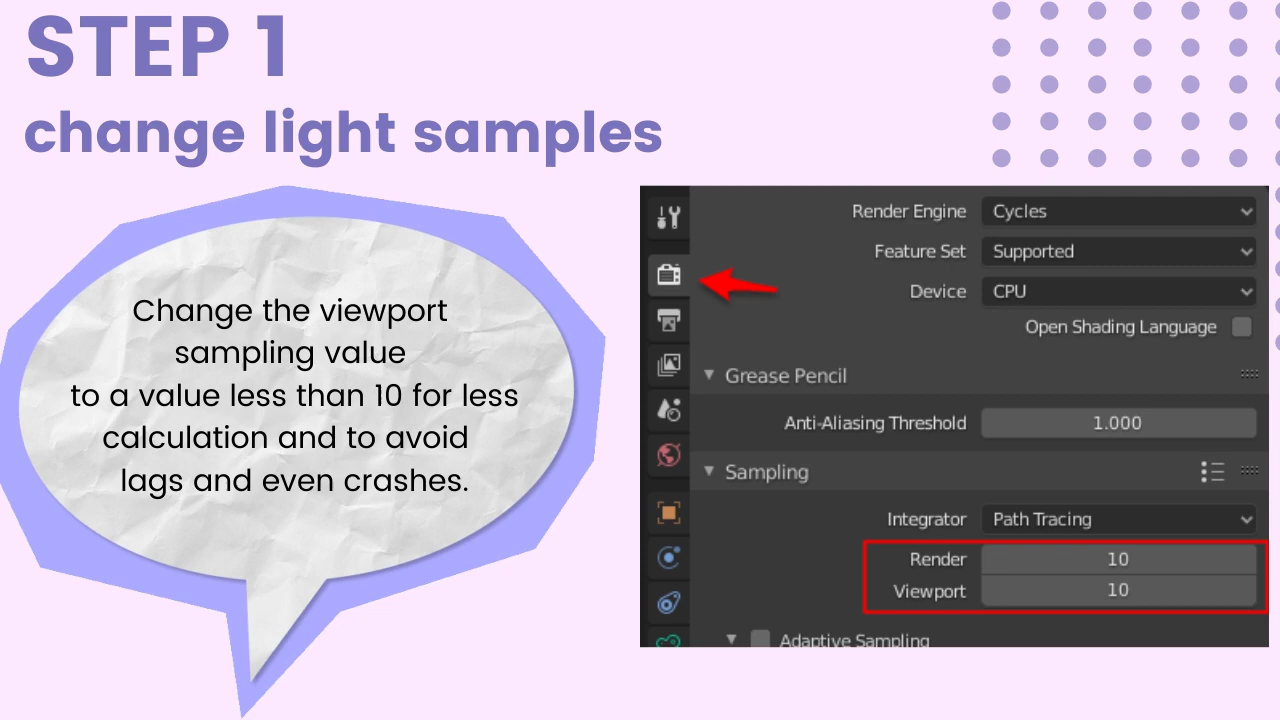 STEP 1
change light samples
Change the viewport
sampling value
to a value less than 10 for less
calculation and to avoid
lags and even crashes.
Render Engine Cycles
Feature Set Supported
Device CPU
Open Shading Language
Grease Pencil
Anti-Aliasing Threshold 1.000
Sampling
Integrator Path Tracing
Render 10
Viewport 10
Adaptive Sampling